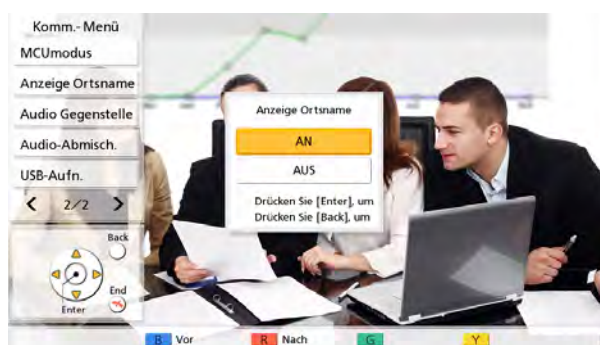 Komm.- Menü
MCUmodus
Anzeige Ortsname
Audio Gegenstelle
Audio-Abmisch.
USB-Aufn.
2/2
Back
End
Enter
Anzeige Ortsname
AN
AUS
Drücken Sie [Enter], um
Drücken Sie [Back], um
B Vor R Nach G Y